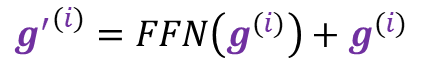 g′⁽ⁱ⁾ = FFN(g⁽ⁱ⁾) + g⁽ⁱ⁾